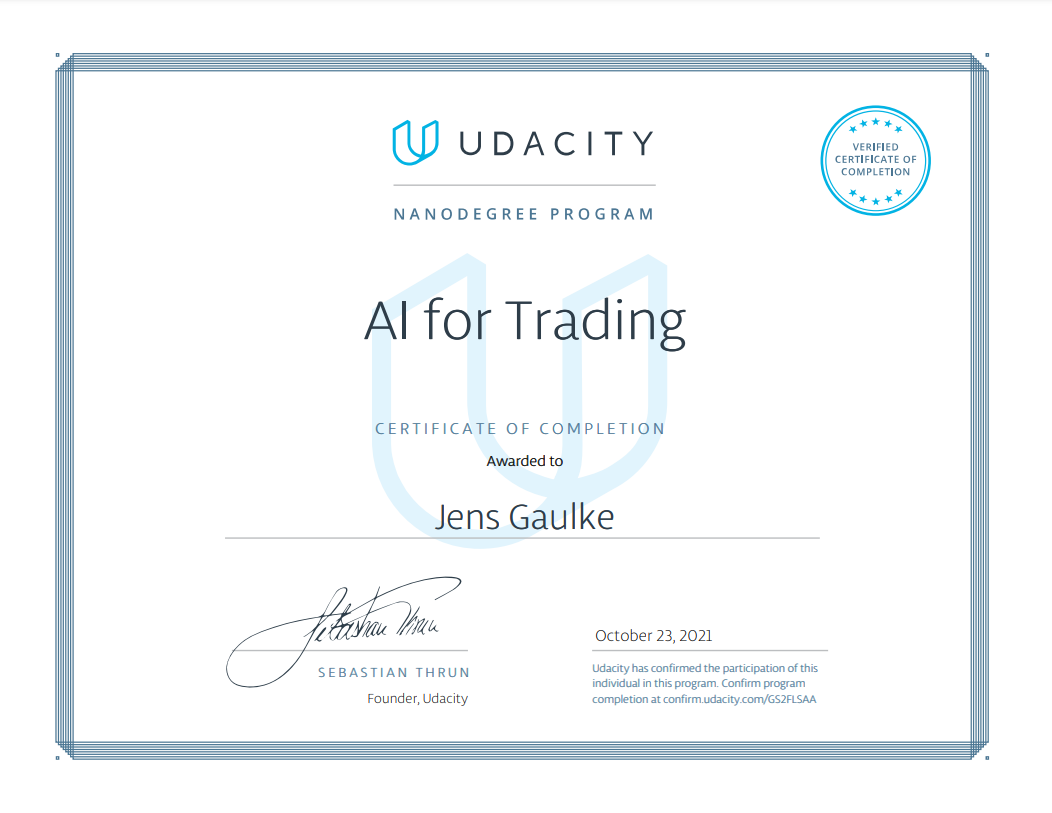 UDACITY
VERIFIED
CERTIFICATE OF
COMPLETION
NANODEGREE PROGRAM
AI for Trading
CERTIFICATE OF COMPLETION
Awarded to
Jens Gaulke
Sebastian Thrun
SEBASTIAN THRUN
Founder, Udacity
October 23, 2021
Udacity has confirmed the participation of this
individual in this program. Confirm program
completion at confirm.udacity.com/GS2FLSAA